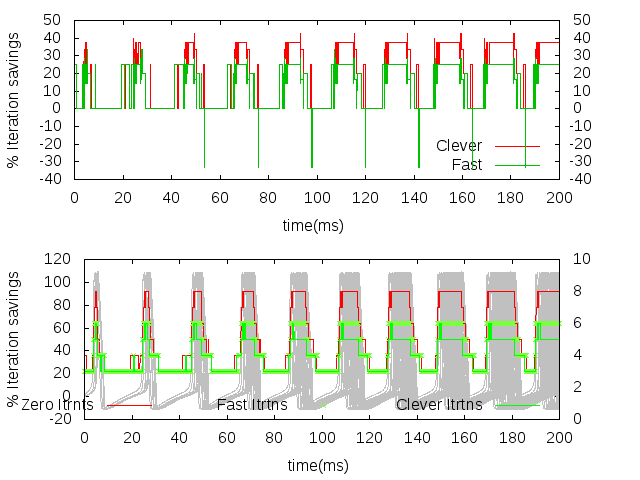 50 50
40 40
30 30
20 20
10 10
0 0
-10 -10
-20 -20
-30 -30
-40 -40
% Iteration savings
Clever
Fast
0 20 40 60 80 100 120 140 160 180 200
time(ms)
120 10
100 8
80
60 6
40 4
20
0 2
-20 0
% Iteration savings
Zero Itrnts Fast Itrtns Clever Itrtns
0 20 40 60 80 100 120 140 160 180 200
time(ms)